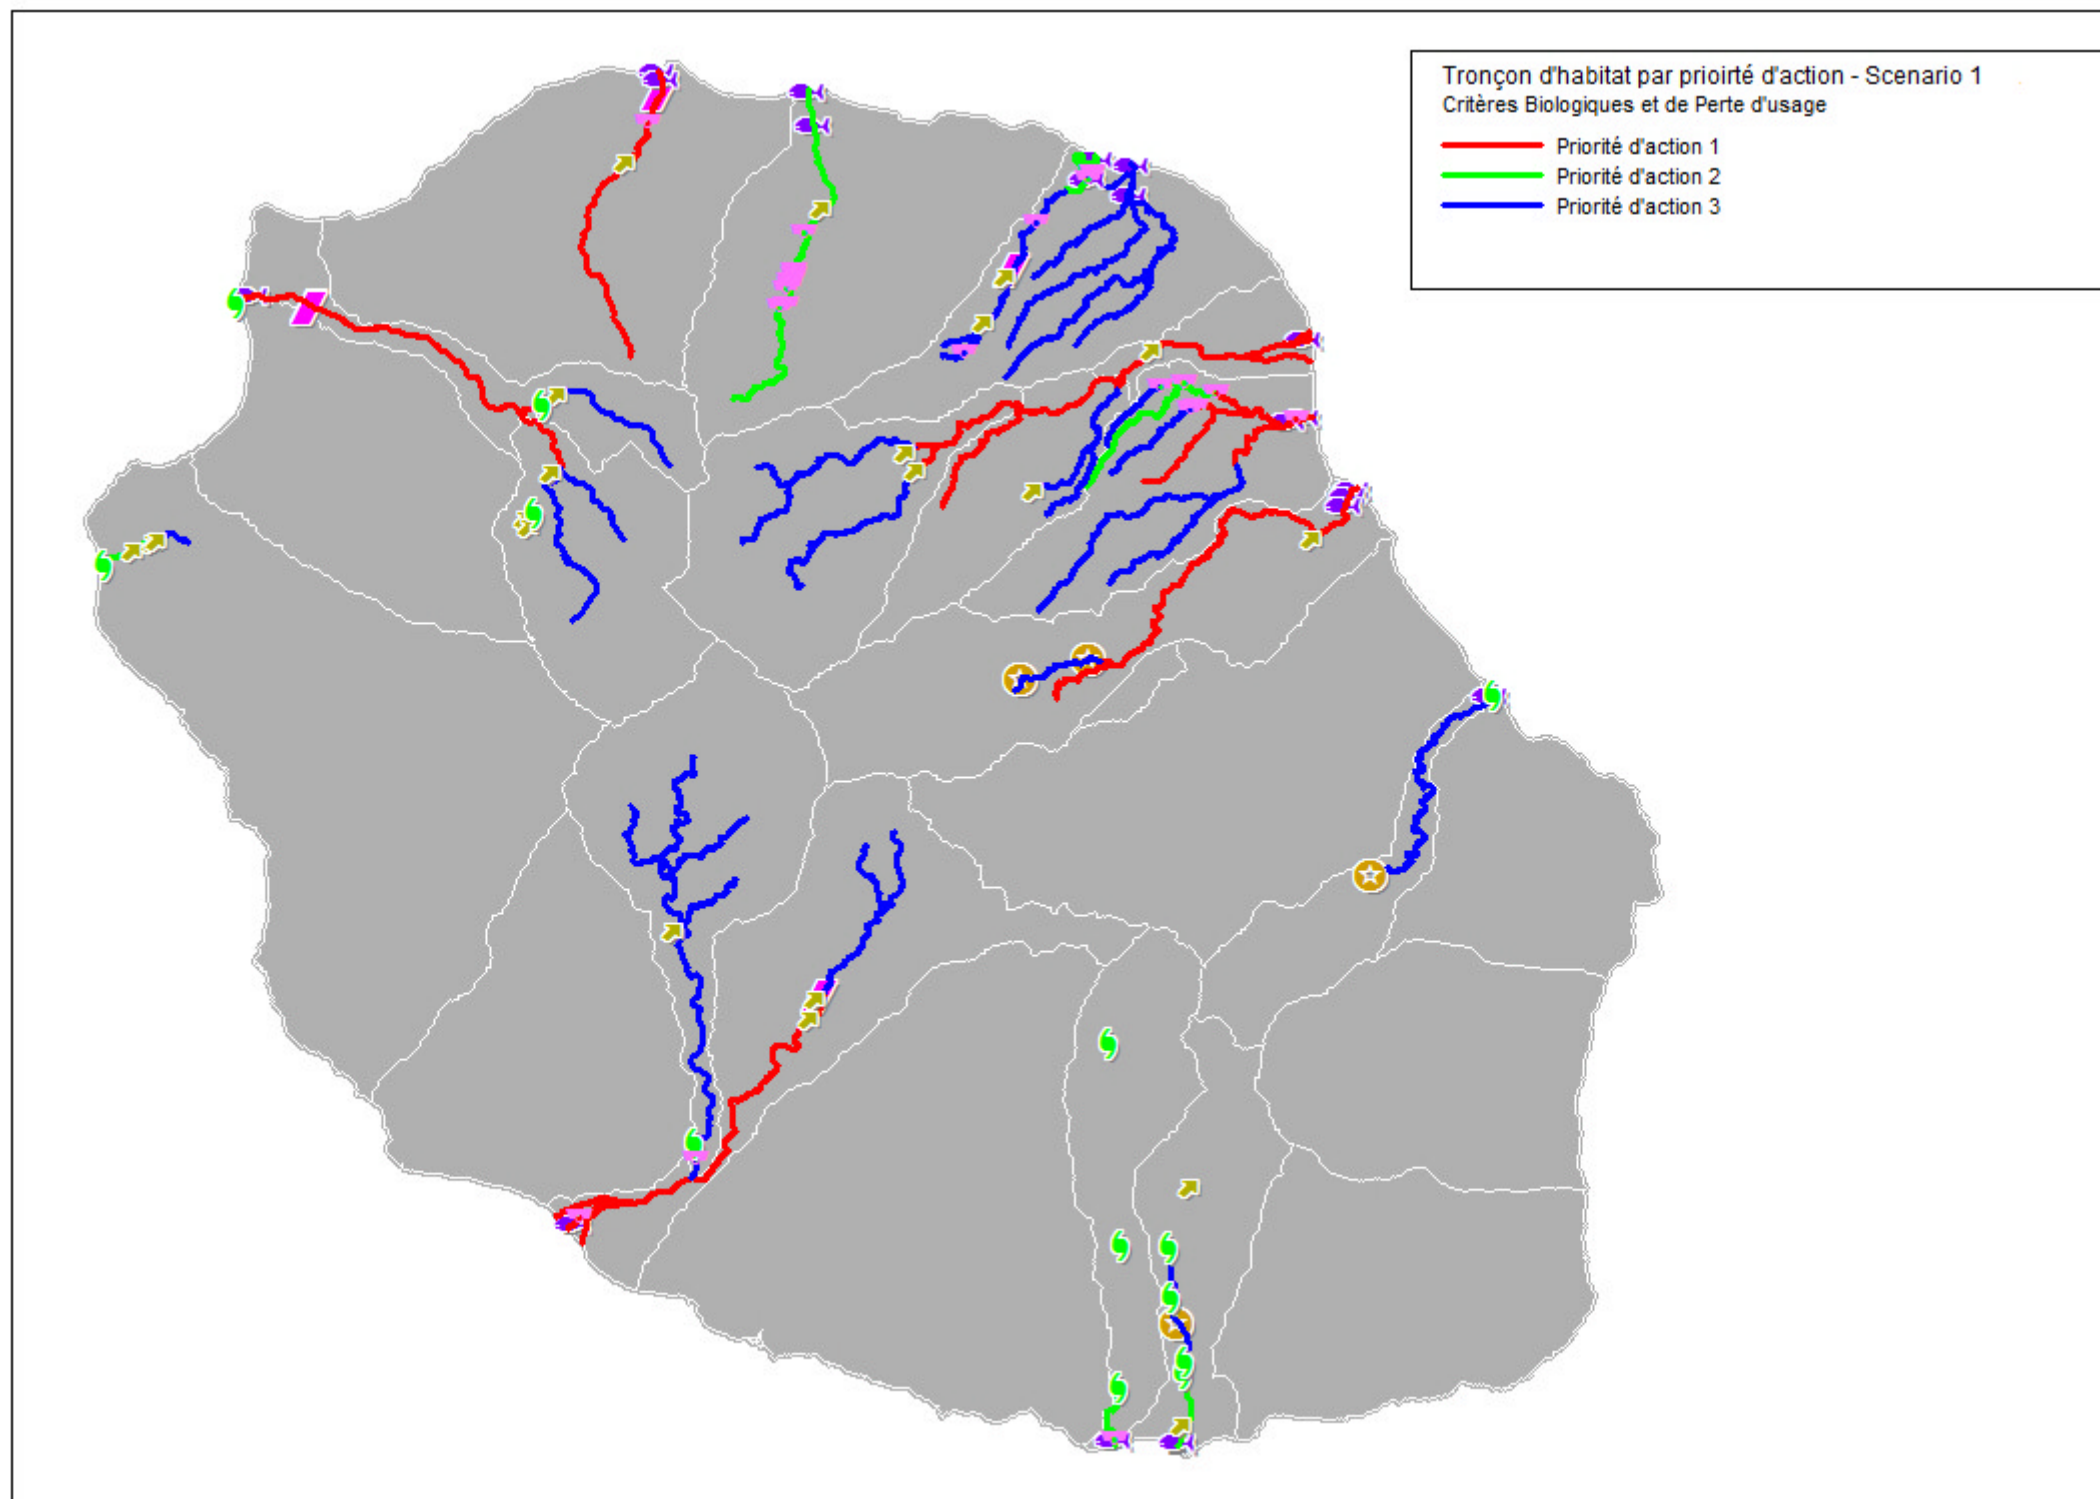 Tronçon d'habitat par prioirté d'action - Scenario 1
Critères Biologiques et de Perte d'usage
Priorité d'action 1
Priorité d'action 2
Priorité d'action 3